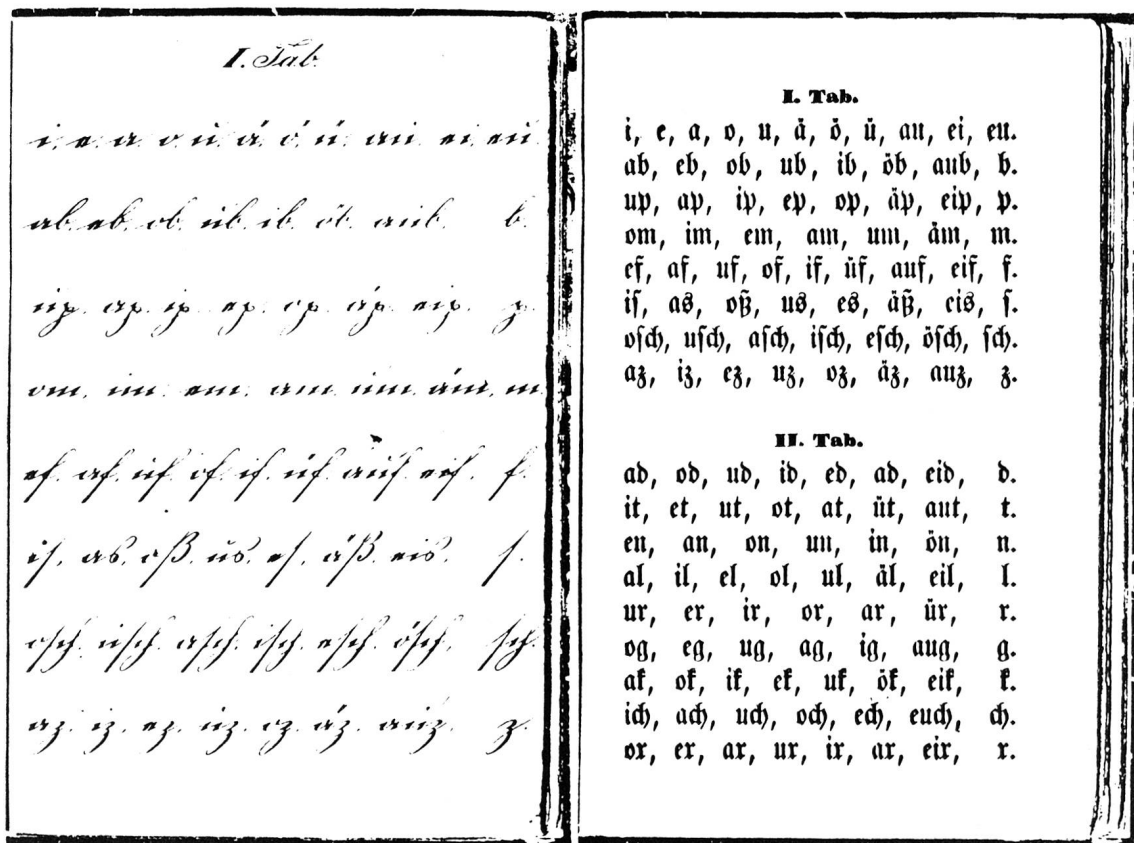 I. Tab.
i. e. a. o. u. ä. ö. ü. au. ei. eu.
ab. eb. ob. ub. ib. öb. aub. b.
up. ap. ip. ep. op. äp. eip. p.
om. im. em. am. um. äm. m.
ef. af. uf. of. if. üf. auf. eif. f.
iſ. as. oß. us. eſ. äß. eis. ſ.
oſch. uſch. aſch. iſch. eſch. öſch. ſch.
az. iz. ez. uz. oz. äz. auz. z.
I. Tab.
i, e, a, o, u, ä, ö, ü, au, ei, eu.
ab, eb, ob, ub, ib, öb, aub, b.
up, ap, ip, ep, op, äp, eip, p.
om, im, em, am, um, äm, m.
ef, af, uf, of, if, üf, auf, eif, f.
iſ, as, oß, us, es, äß, eis, ſ.
oſch, uſch, aſch, iſch, eſch, öſch, ſch.
az, iz, ez, uz, oz, äz, auz, z.
II. Tab.
ad, od, ud, id, ed, ad, eid, d.
it, et, ut, ot, at, üt, aut, t.
en, an, on, un, in, ön, n.
al, il, el, ol, ul, äl, eil, l.
ur, er, ir, or, ar, ür, r.
og, eg, ug, ag, ig, aug, g.
ak, ok, ik, ek, uk, ök, eik, k.
ich, ach, uch, och, ech, euch, ch.
ox, ex, ax, ux, ix, ax, eix, x.